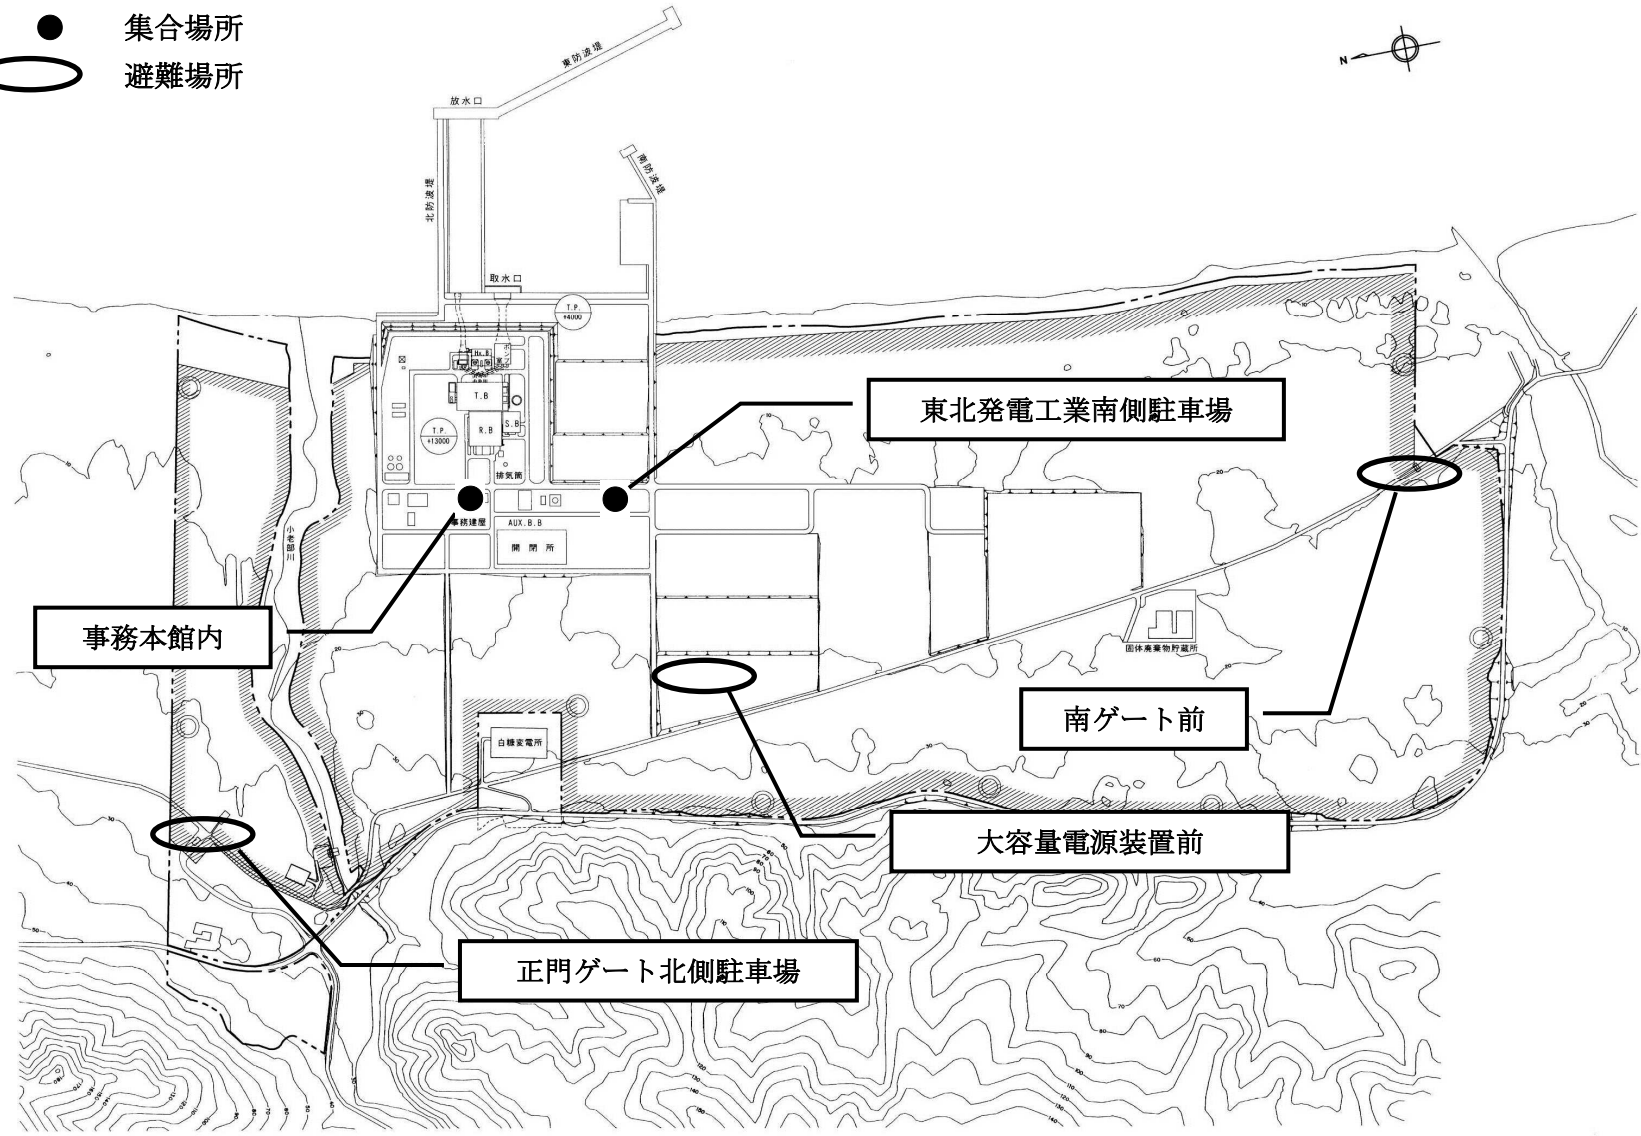 集合場所
避難場所
N
東防波堤
放水口
南防波堤
北防波堤
取水口
T.P.
+4000
Hx.B
ポンプ室
T.B
T.P.
+13000
R.B
S.B
排気筒
東北発電工業南側駐車場
事務建屋
AUX.B.B
開閉所
小老部川
事務本館内
固体廃棄物貯蔵所
南ゲート前
白糠変電所
大容量電源装置前
正門ゲート北側駐車場